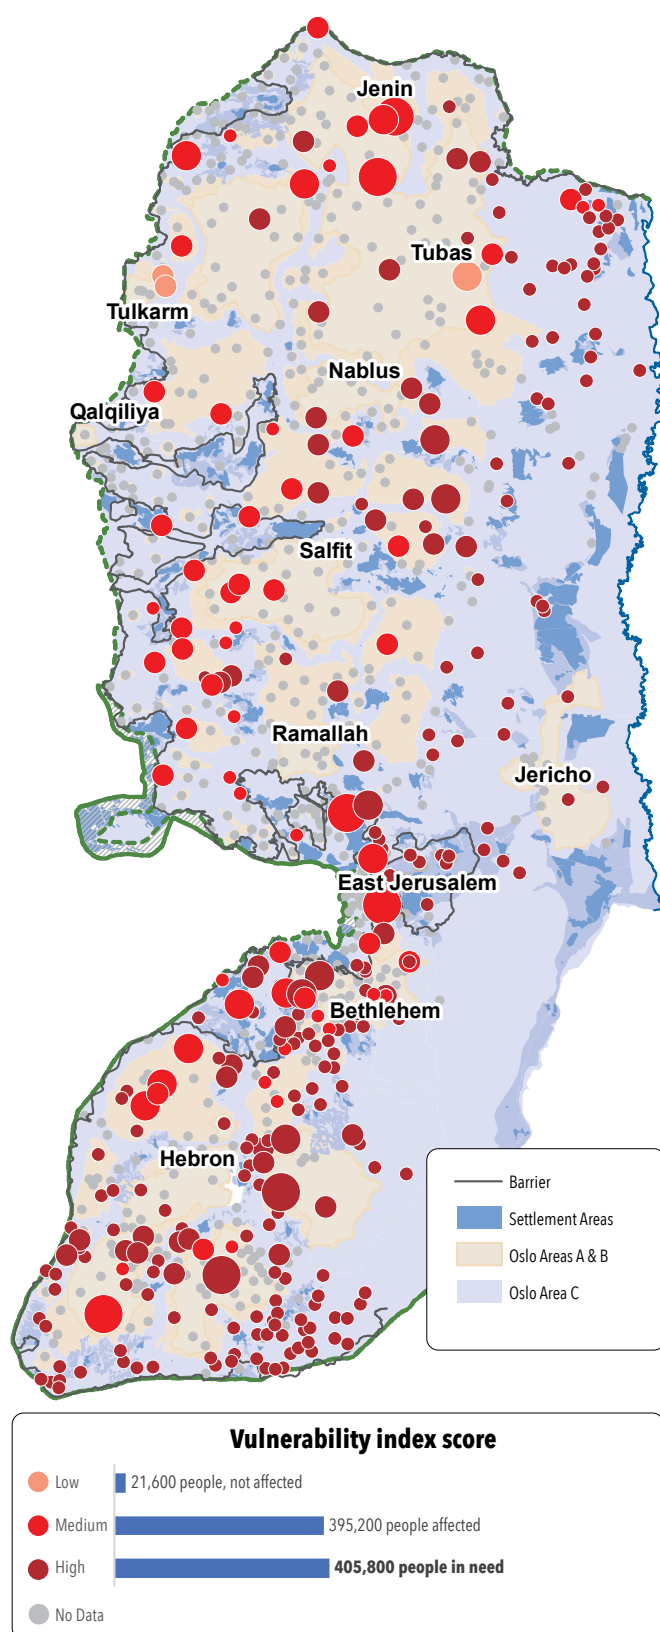 Jenin
Tubas
Tulkarm
Nablus
Qalqiliya
Salfit
Ramallah
Jericho
East Jerusalem
Bethlehem
Hebron
Barrier
Settlement Areas
Oslo Areas A & B
Oslo Area C
Vulnerability index score
Low 21,600 people, not affected
Medium 395,200 people affected
High 405,800 people in need
No Data